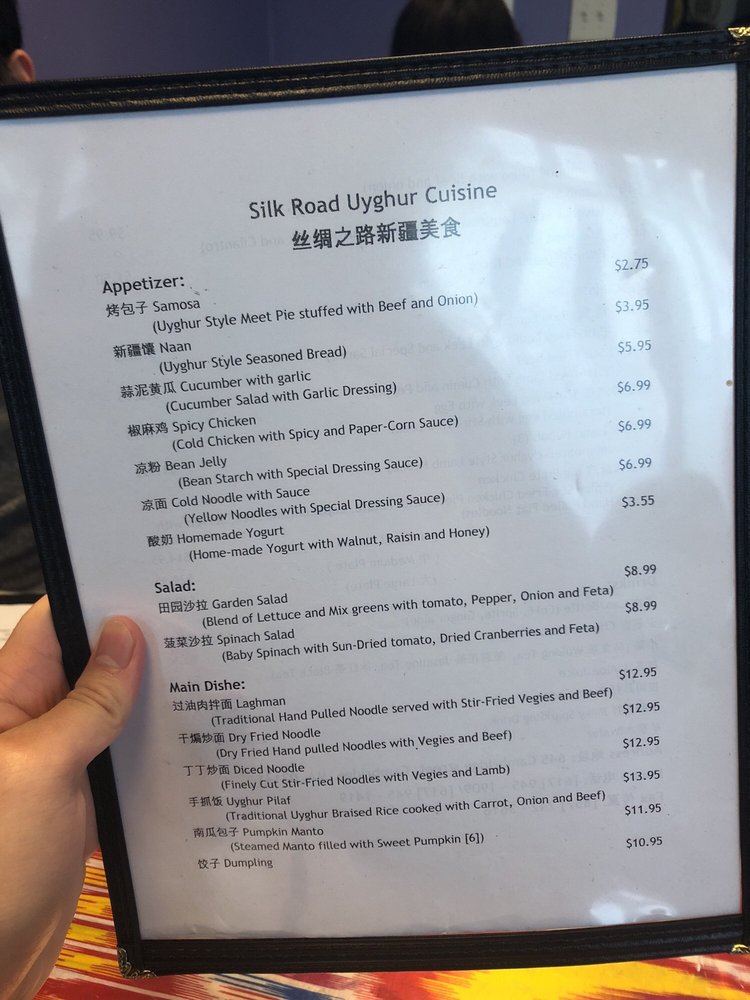 Silk Road Uyghur Cuisine
丝绸之路新疆美食
Appetizer:
烤包子 Samosa $2.75
(Uyghur Style Meet Pie stuffed with Beef and Onion)
新疆馕 Naan $3.95
(Uyghur Style Seasoned Bread)
蒜泥黄瓜 Cucumber with garlic $5.95
(Cucumber Salad with Garlic Dressing)
椒麻鸡 Spicy Chicken $6.99
(Cold Chicken with Spicy and Paper-Corn Sauce)
凉粉 Bean Jelly $6.99
(Bean Starch with Special Dressing Sauce)
凉面 Cold Noodle with Sauce $6.99
(Yellow Noodles with Special Dressing Sauce)
酸奶 Homemade Yogurt $3.55
(Home-made Yogurt with Walnut, Raisin and Honey)
Salad:
田园沙拉 Garden Salad $8.99
(Blend of Lettuce and Mix greens with tomato, Pepper, Onion and Feta)
菠菜沙拉 Spinach Salad $8.99
(Baby Spinach with Sun-Dried tomato, Dried Cranberries and Feta)
Main Dishe:
过油肉拌面 Laghman $12.95
(Traditional Hand Pulled Noodle served with Stir-Fried Vegies and Beef)
干煸炒面 Dry Fried Noodle $12.95
(Dry Fried Hand pulled Noodles with Vegies and Beef)
丁丁炒面 Diced Noodle $12.95
(Finely Cut Stir-Fried Noodles with Vegies and Lamb)
手抓饭 Uyghur Pilaf $13.95
(Traditional Uyghur Braised Rice cooked with Carrot, Onion and Beef)
南瓜包子 Pumpkin Manto $11.95
(Steamed Manto filled with Sweet Pumpkin [6])
饺子 Dumpling $10.95